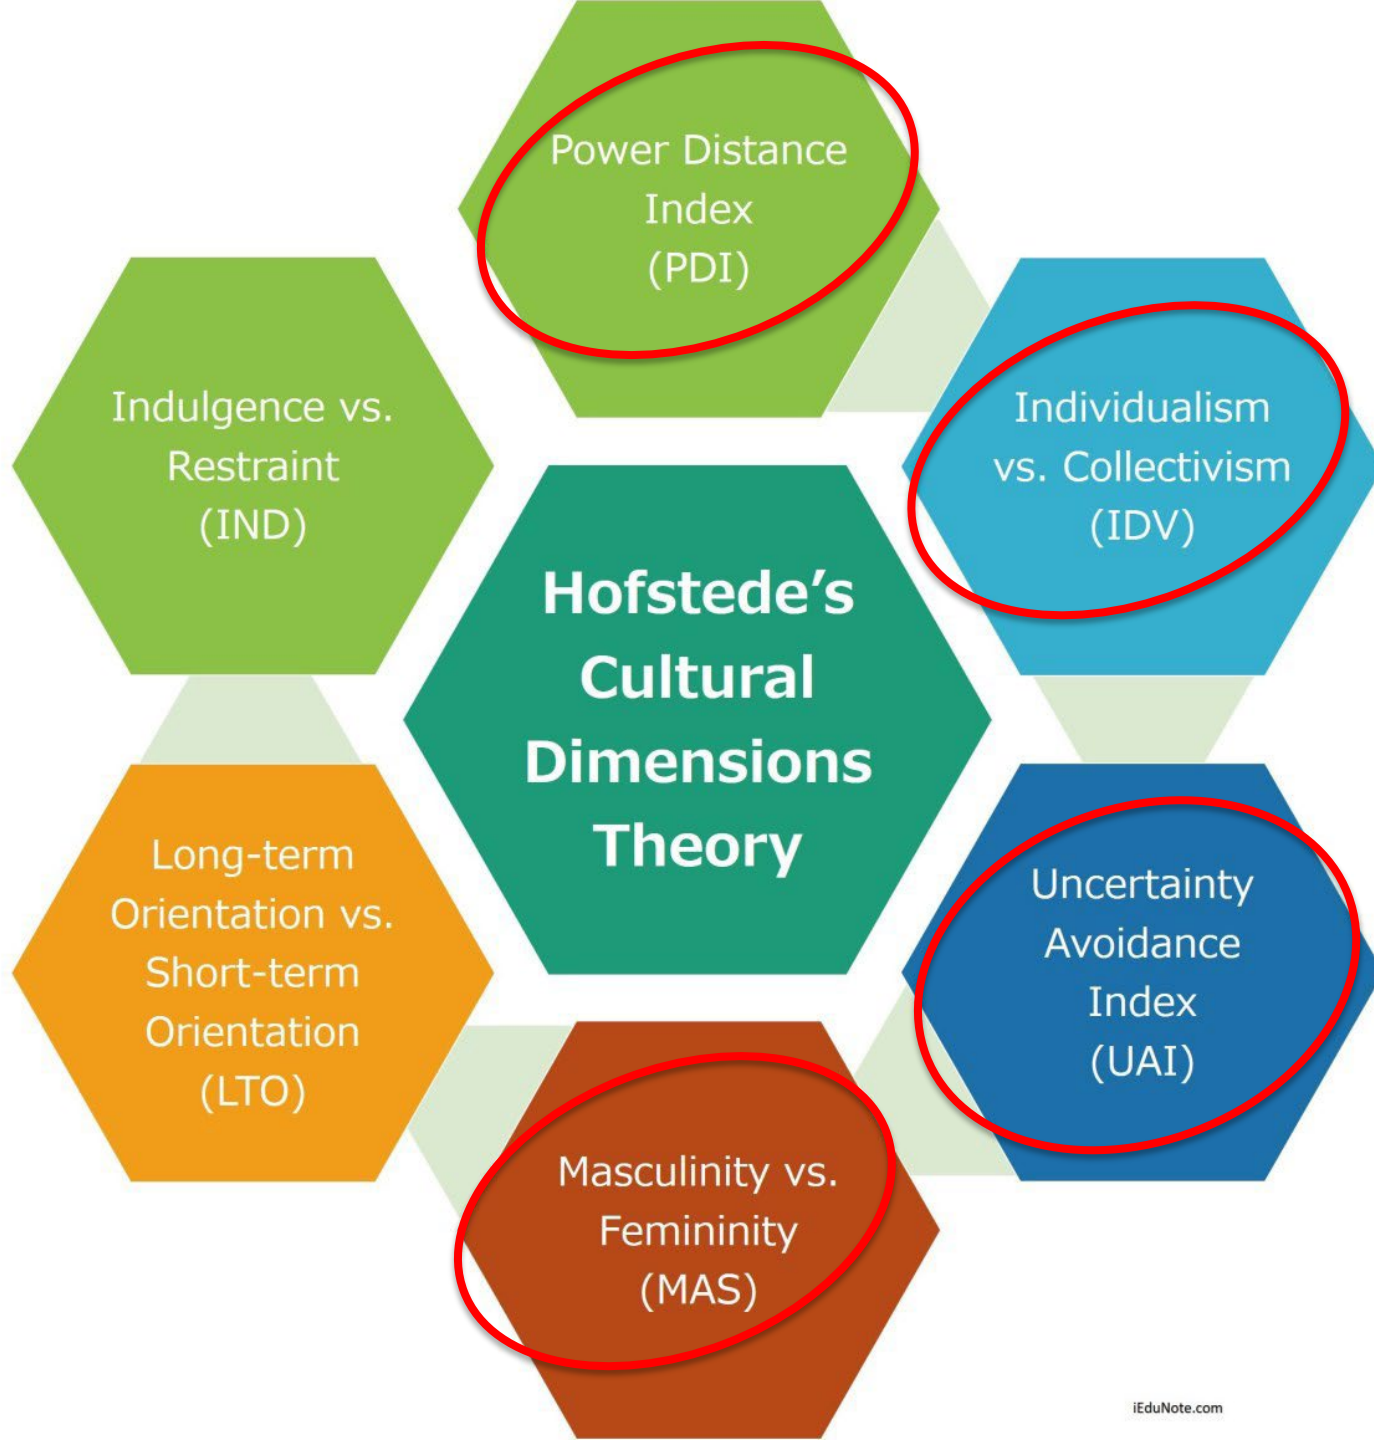 Power Distance
Index
(PDI)
Individualism
vs. Collectivism
(IDV)
Uncertainty
Avoidance
Index
(UAI)
Masculinity vs.
Femininity
(MAS)
Long-term
Orientation vs.
Short-term
Orientation
(LTO)
Indulgence vs.
Restraint
(IND)
Hofstede’s
Cultural
Dimensions
Theory
iEduNote.com